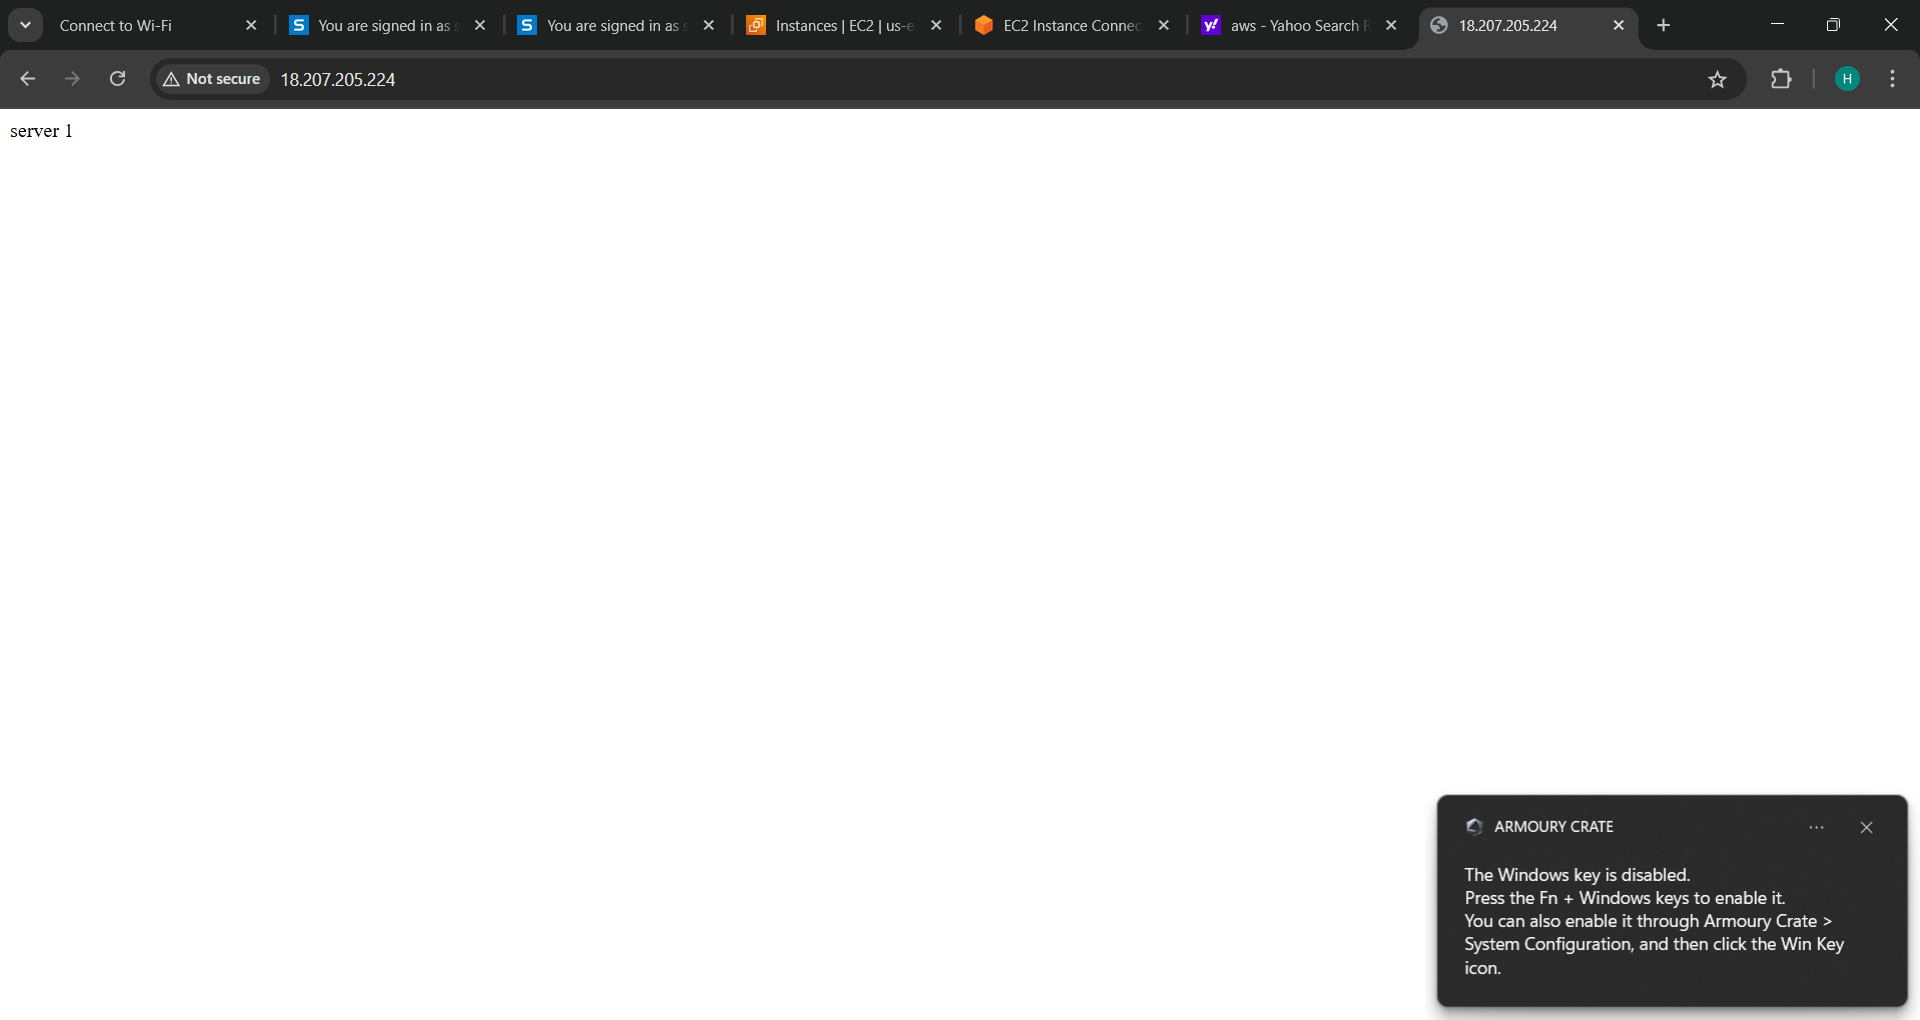 Connect to Wi-Fi
You are signed in as s
You are signed in as s
Instances | EC2 | us-e
EC2 Instance Connec
aws - Yahoo Search R
18.207.205.224
Not secure
18.207.205.224
H
server 1
ARMOURY CRATE
The Windows key is disabled.
Press the Fn + Windows keys to enable it.
You can also enable it through Armoury Crate >
System Configuration, and then click the Win Key
icon.